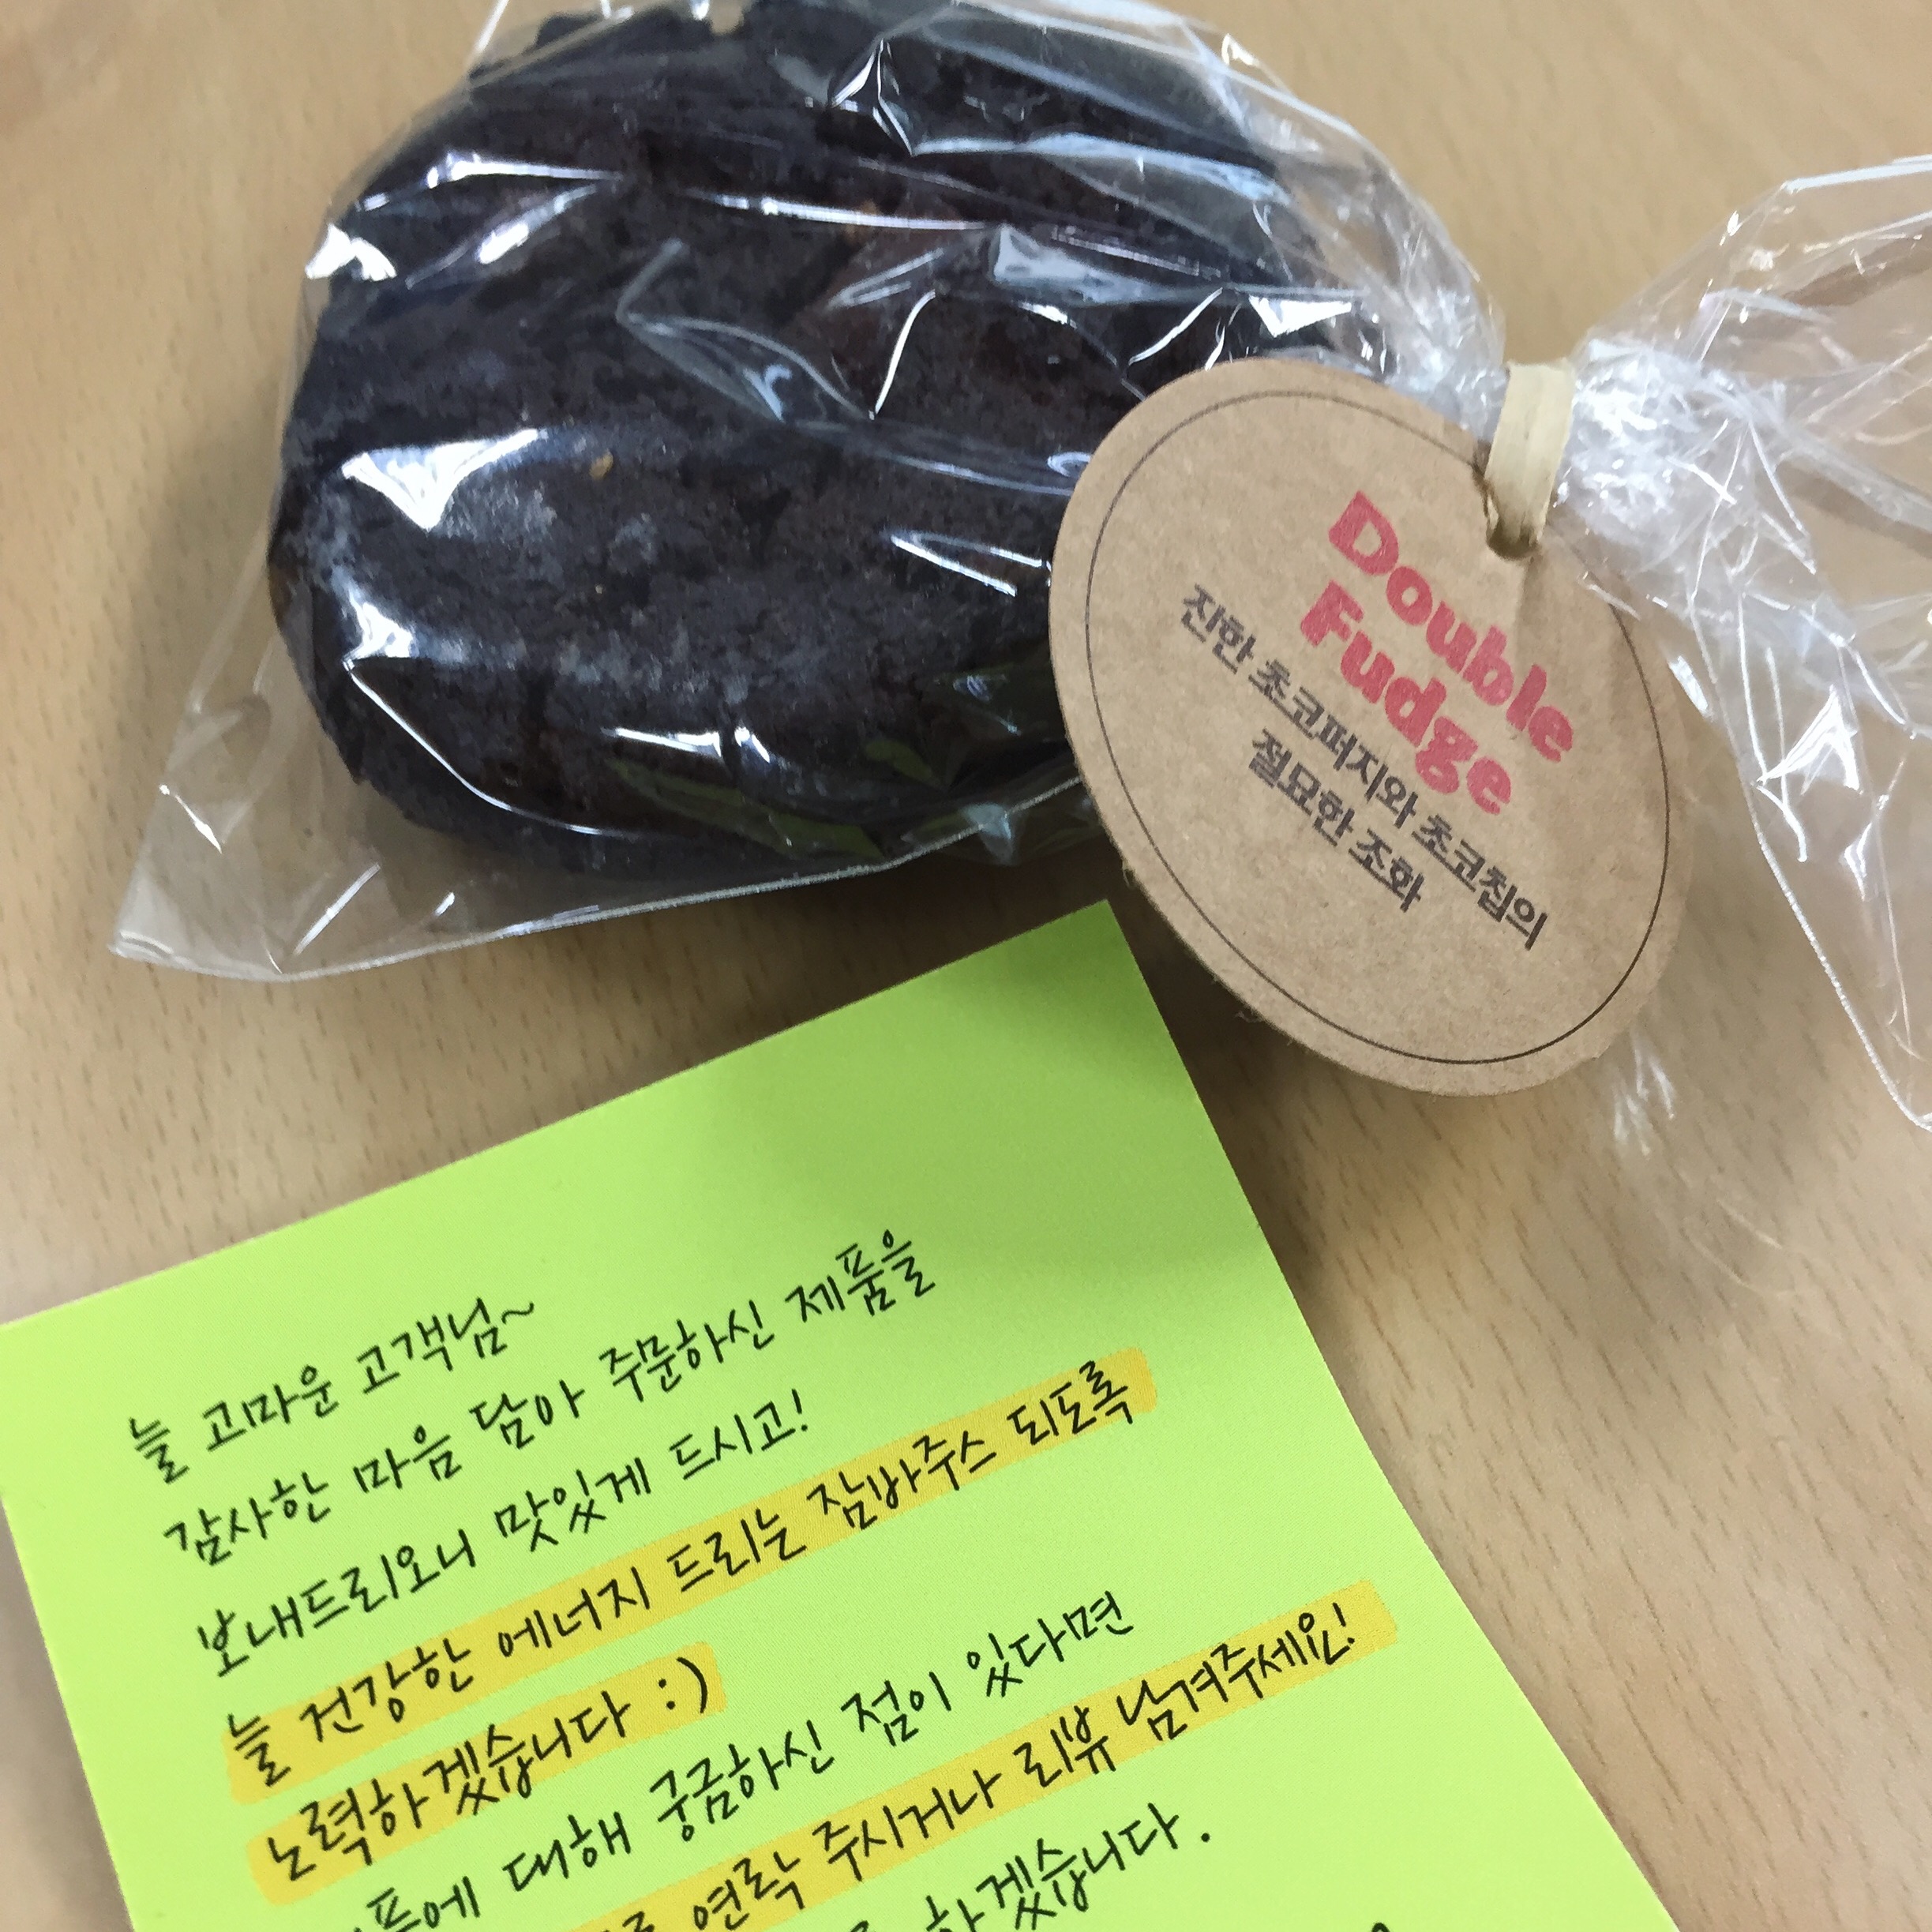 Double
Fudge
진한 초코퍼지와 초코칩의
절묘한 조화
늘 고마운 고객님~
감사한 마음 담아 주문하신 제품을
보내드리오니 맛있게 드시고!
늘 건강한 에너지 드리는 잠바주스 되도록
노력하겠습니다 :)
대해 궁금하신 점이 있다면
연락 주시거나 리뷰 남겨주세요!
하겠습니다.